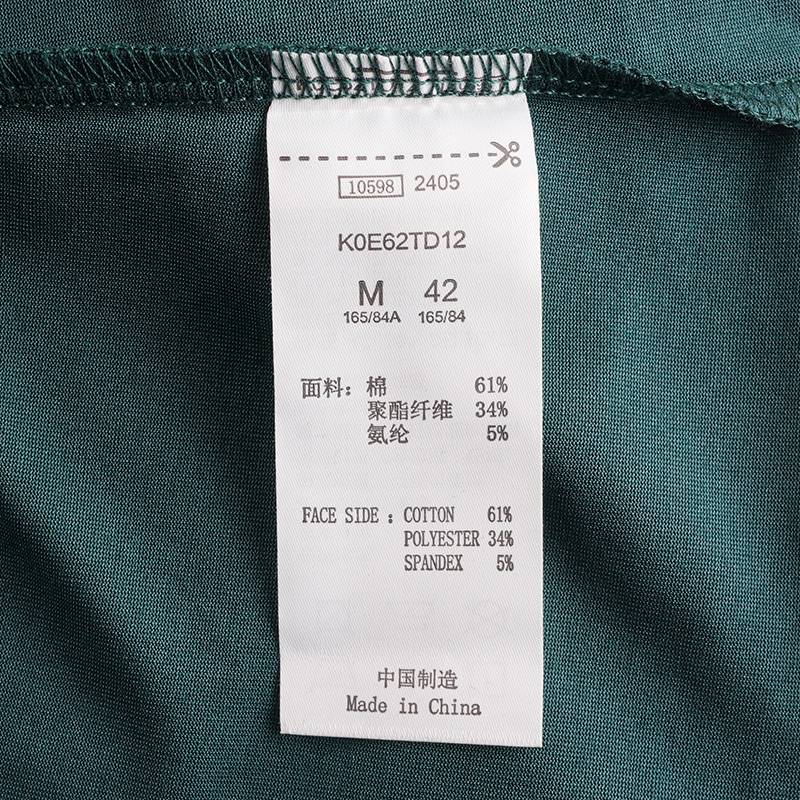 10598 2405
K0E62TD12
M 42
165/84A 165/84
面料：棉 61%
聚酯纤维 34%
氨纶 5%
FACE SIDE : COTTON 61%
POLYESTER 34%
SPANDEX 5%
中国制造
Made in China